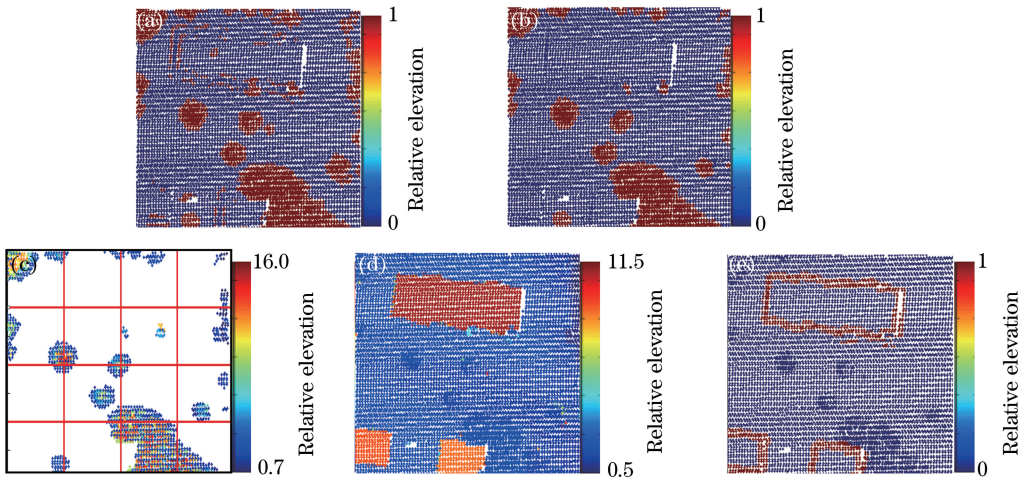 (a)
1
Relative elevation
0
(b)
1
Relative elevation
0
(c)
16.0
Relative elevation
0.7
(d)
11.5
Relative elevation
0.5
(e)
1
Relative elevation
0